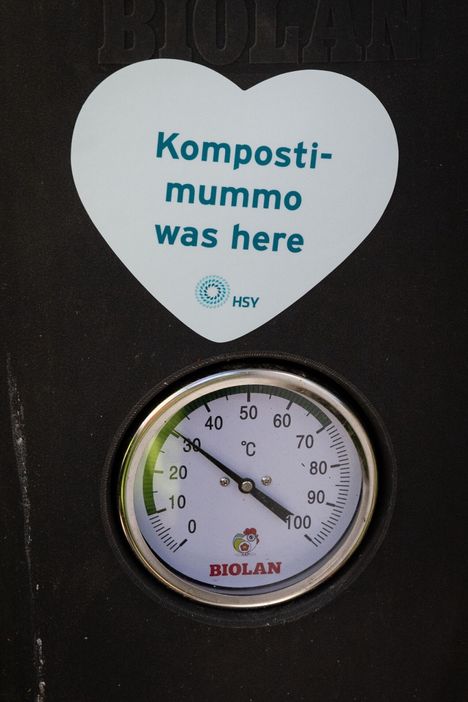 BIOLAN
Komposti-
mummo
was here
HSY
50
40 60
30 70
°C
20 80
10 90
0 100
BIOLAN